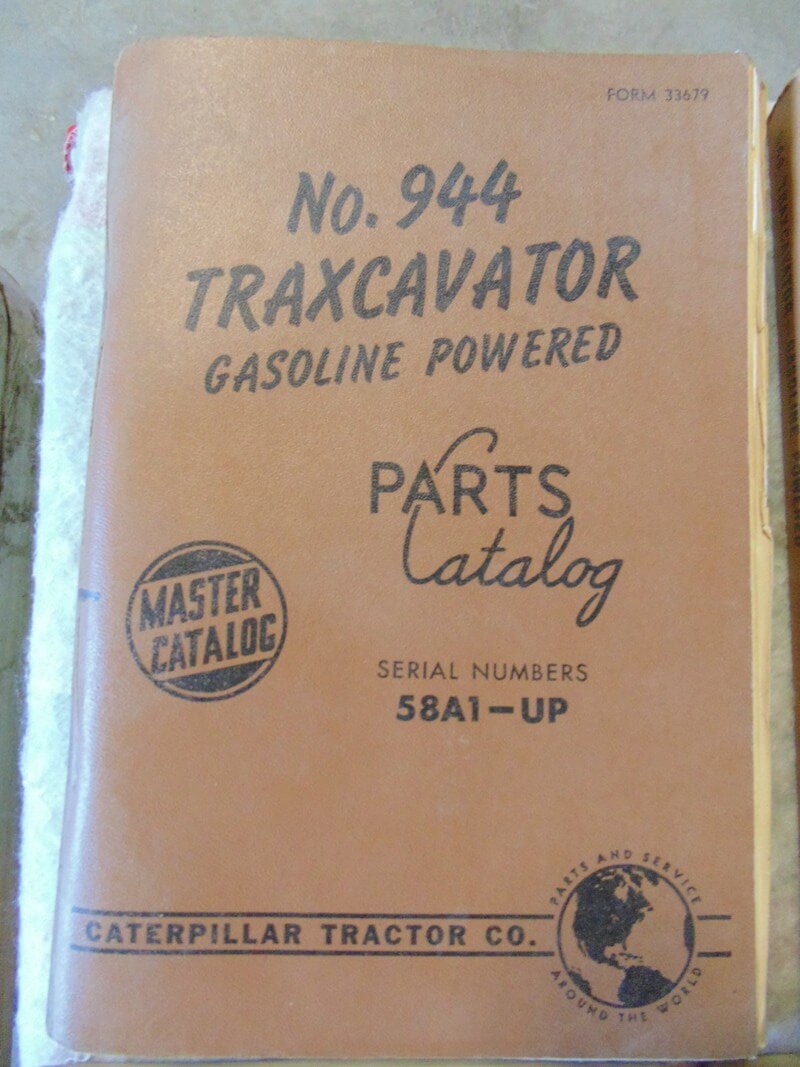 FORM 33679
No. 944
TRAXCAVATOR
GASOLINE POWERED
PARTS
Catalog
MASTER
CATALOG
SERIAL NUMBERS
58A1-UP
CATERPILLAR TRACTOR CO.
PARTS AND SERVICE
AROUND THE WORLD